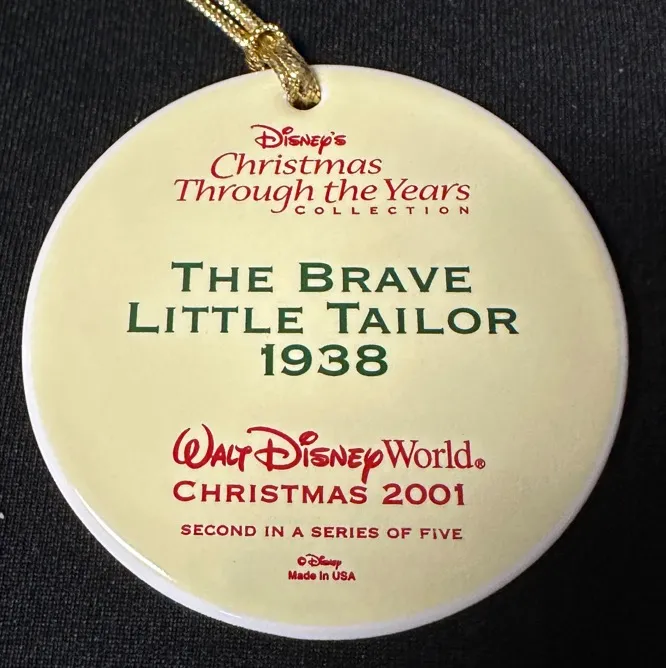 Disney's
Christmas
Through the Years
COLLECTION
THE BRAVE
LITTLE TAILOR
1938
Walt Disney World®
CHRISTMAS 2001
SECOND IN A SERIES OF FIVE
© Disney
Made in USA